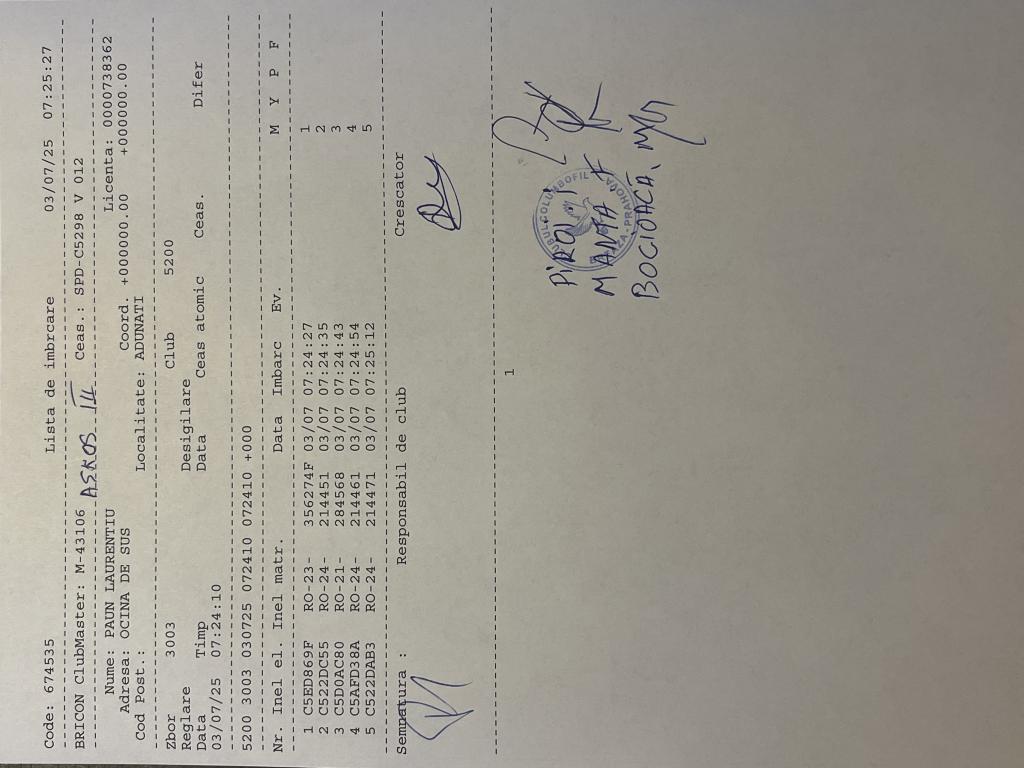 Code: 674535 Lista de imbrcare 03/07/25 07:25:27
BRICON ClubMaster: M-43106 Ceas.: SPD-C5298 V 012
Nume: PAUN LAURENTIU Licenta: 0000738362
Adresa: OCINA DE SUS Coord. +000000.00 +000000.00
Cod Post.: Localitate: ADUNATI
Zbor 3003 Club 5200
Reglare Desigilare
Data Timp Data Ceas atomic Ceas. Difer
03/07/25 07:24:10
5200 3003 030725 072410 072410 +000
Nr. Inel el. Inel matr. Data Imbarc Ev. M Y P F
1 C5ED869F RO-23- 356274F 03/07 07:24:27 1
2 C522DC55 RO-24- 214451 03/07 07:24:35 2
3 C5D0AC80 RO-21- 284568 03/07 07:24:43 3
4 C5AFD38A RO-24- 214461 03/07 07:24:54 4
5 C522DAB3 RO-24- 214471 03/07 07:25:12 5
Semnatura : Responsabil de club Crescator
1
MANTA